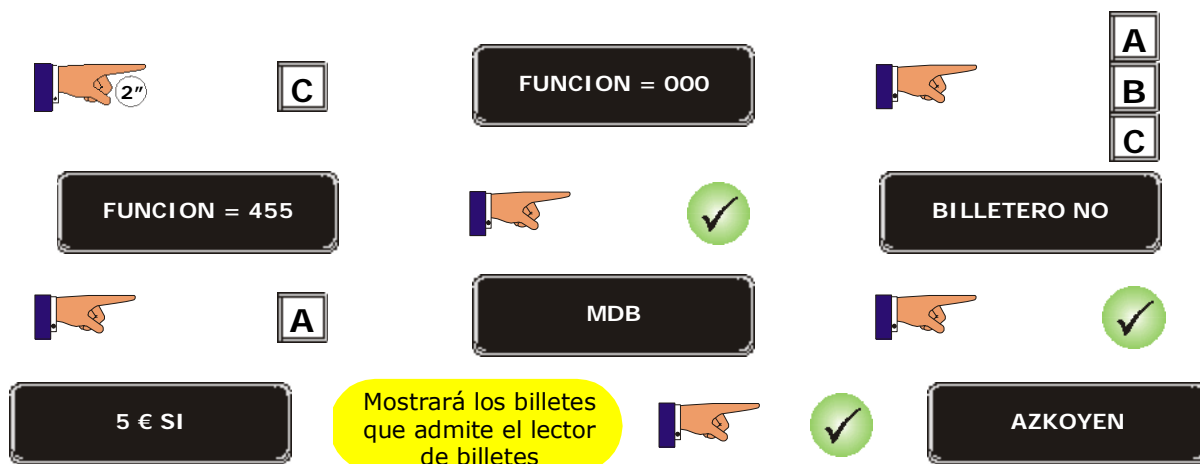 2"
C
FUNCION = 000
A
B
C
FUNCION = 455
BILLETERO NO
A
MDB
5 € SI
Mostrará los billetes
que admite el lector
de billetes
AZKOYEN